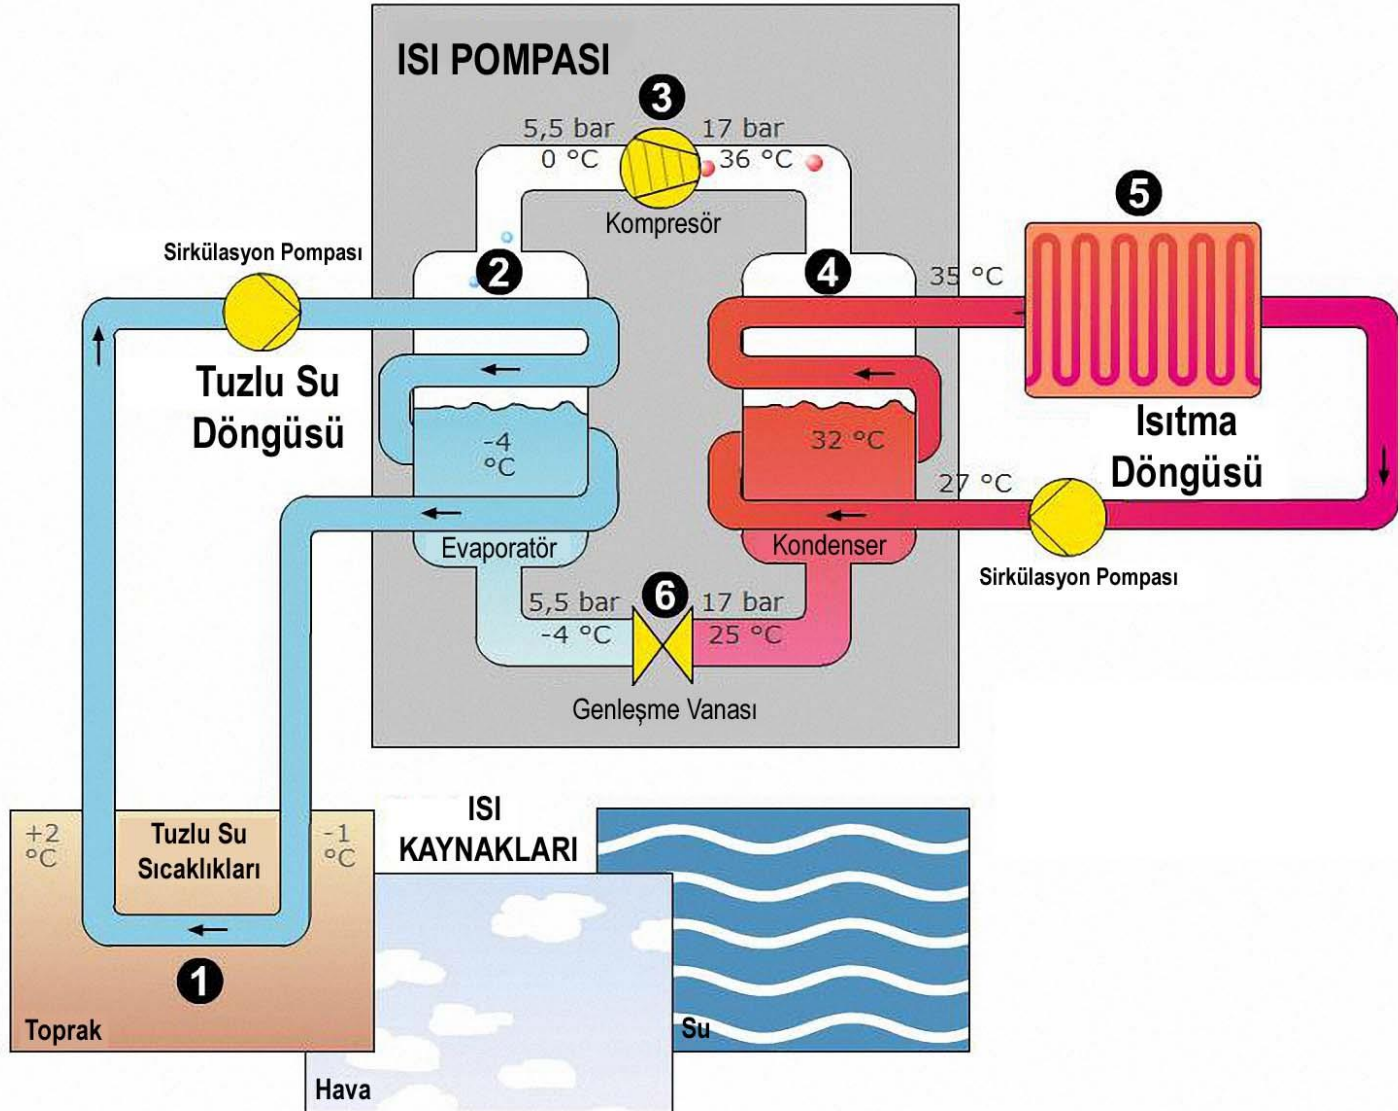 ISI POMPASI
3
5,5 bar
0 °C
17 bar
36 °C
Kompresör
5
Sirkülasyon Pompası
2
4
35 °C
Tuzlu Su
Döngüsü
-4
°C
32 °C
Isıtma
Döngüsü
27 °C
Evaporatör
Kondenser
Sirkülasyon Pompası
6
5,5 bar
-4 °C
17 bar
25 °C
Genleşme Vanası
ISI
KAYNAKLARI
+2
°C
Tuzlu Su
Sıcaklıkları
-1
°C
1
Toprak
Su
Hava